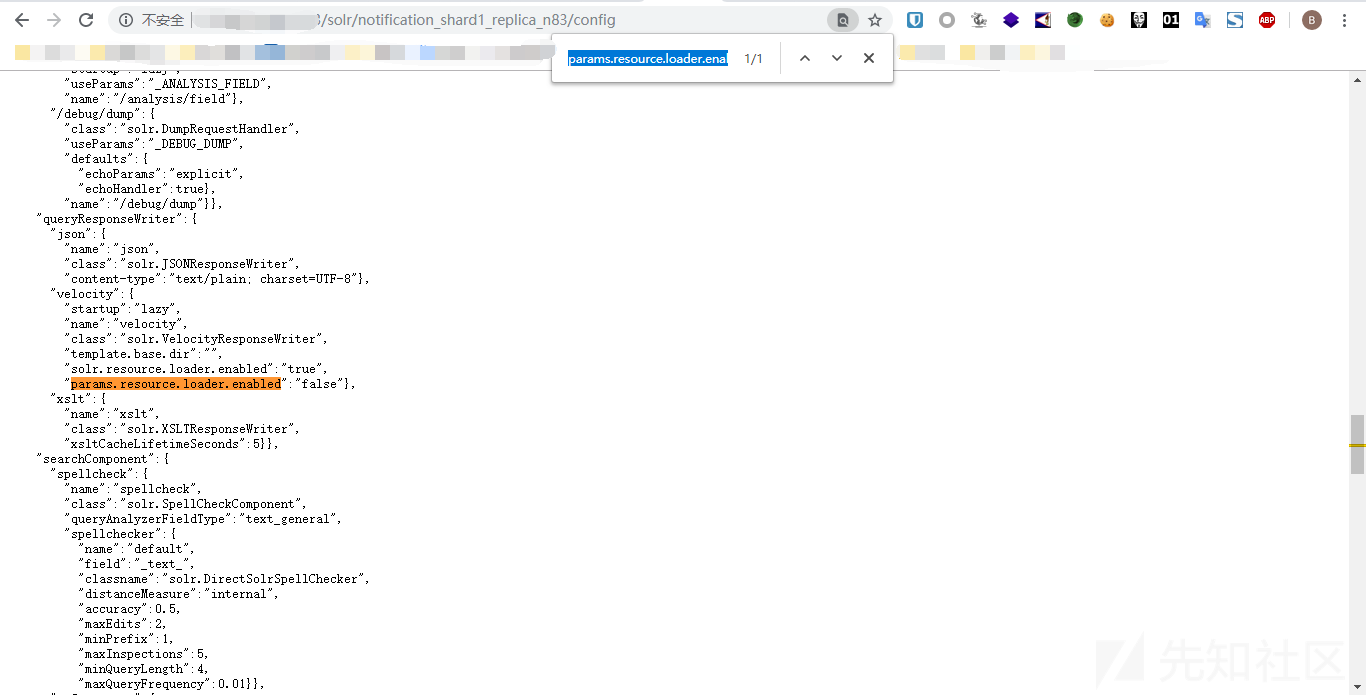 不安全
/solr/notification_shard1_replica_n83/config
params.resource.loader.enal
1/1
01
ABP
B
"useParams":"_ANALYSIS_FIELD",
"name":"/analysis/field"},
"/debug/dump":{
"class":"solr.DumpRequestHandler",
"useParams":"_DEBUG_DUMP",
"defaults":{
"echoParams":"explicit",
"echoHandler":true},
"name":"/debug/dump"}},
"queryResponseWriter":{
"json":{
"name":"json",
"class":"solr.JSONResponseWriter",
"content-type":"text/plain; charset=UTF-8"},
"velocity":{
"startup":"lazy",
"name":"velocity",
"class":"solr.VelocityResponseWriter",
"template.base.dir":"",
"solr.resource.loader.enabled":"true",
"params.resource.loader.enabled":"false"},
"xslt":{
"name":"xslt",
"class":"solr.XSLTResponseWriter",
"xsltCacheLifetimeSeconds":5}},
"searchComponent":{
"spellcheck":{
"name":"spellcheck",
"class":"solr.SpellCheckComponent",
"queryAnalyzerFieldType":"text_general",
"spellchecker":{
"name":"default",
"field":"_text_",
"classname":"solr.DirectSolrSpellChecker",
"distanceMeasure":"internal",
"accuracy":0.5,
"maxEdits":2,
"minPrefix":1,
"maxInspections":5,
"minQueryLength":4,
"maxQueryFrequency":0.01}},
先知社区